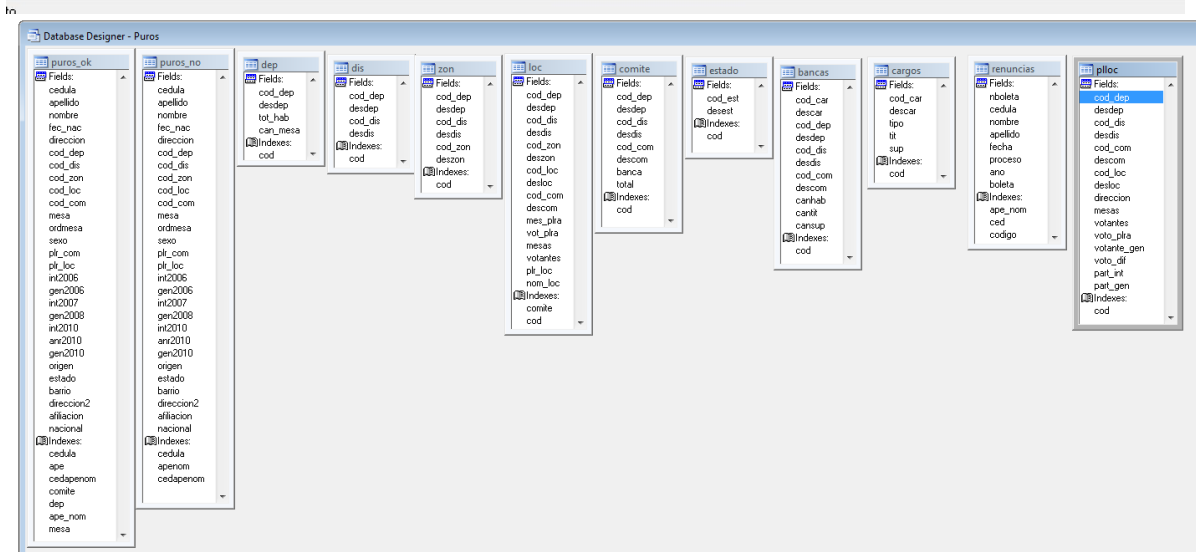 to
Database Designer - Puros
puros_ok
Fields:
cedula
apellido
nombre
fec_nac
direccion
cod_dep
cod_dis
cod_zon
cod_loc
cod_com
mesa
ordmesa
sexo
plr_com
plr_loc
int2006
gen2006
int2007
gen2008
int2010
anr2010
gen2010
origen
estado
barrio
direccion2
afiliacion
nacional
Indexes:
cedula
ape
cedapenom
comite
dep
ape_nom
mesa
puros_no
Fields:
cedula
apellido
nombre
fec_nac
direccion
cod_dep
cod_dis
cod_zon
cod_loc
cod_com
mesa
ordmesa
sexo
plr_com
plr_loc
int2006
gen2006
int2007
gen2008
int2010
anr2010
gen2010
origen
estado
barrio
direccion2
afiliacion
nacional
Indexes:
cedula
apenom
cedapenom
dep
Fields:
cod_dep
desdep
tot_hab
can_mesa
Indexes:
cod
dis
Fields:
cod_dep
desdep
cod_dis
desdis
Indexes:
cod
zon
Fields:
cod_dep
desdep
cod_dis
desdis
cod_zon
deszon
Indexes:
cod
loc
Fields:
cod_dep
desdep
cod_dis
desdis
cod_zon
deszon
cod_loc
desloc
cod_com
descom
mes_plra
vot_plra
mesas
votantes
plr_loc
nom_loc
Indexes:
comite
cod
comite
Fields:
cod_dep
desdep
cod_dis
desdis
cod_com
descom
banca
total
Indexes:
cod
estado
Fields:
cod_est
desest
Indexes:
cod
bancas
Fields:
cod_car
descar
cod_dep
desdep
cod_dis
desdis
cod_com
descom
canhab
cantit
cansup
Indexes:
cod
cargos
Fields:
cod_car
descar
tipo
tit
sup
Indexes:
cod
renuncias
Fields:
nboleta
cedula
nombre
apellido
fecha
proceso
ano
boleta
Indexes:
ape_nom
ced
codigo
plloc
Fields:
cod_dep
desdep
cod_dis
desdis
cod_com
descom
cod_loc
desloc
direccion
mesas
votantes
voto_plra
votante_gen
voto_dif
part_int
part_gen
Indexes:
cod